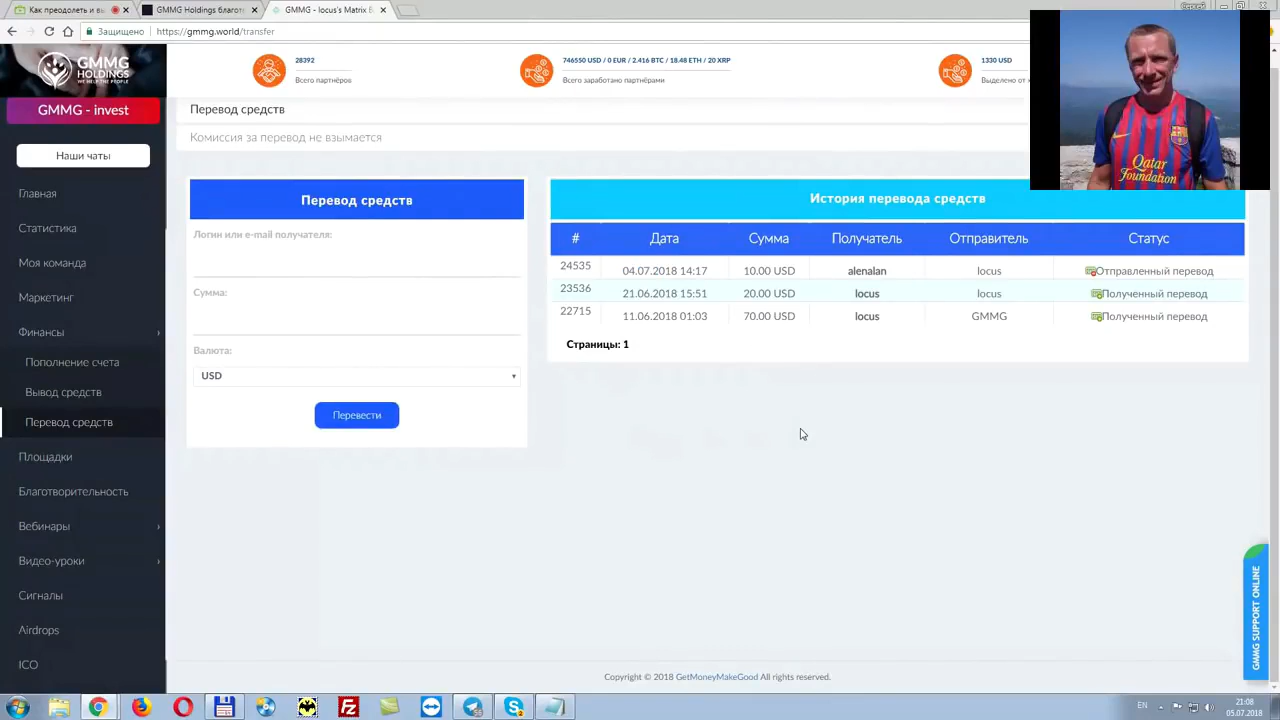 Как преодолеть и вы
GMMG Holdings благотв
GMMG - locus's Matrix б
Защищено
https://gmmg.world/transfer
GMMG
HOLDINGS
WE HELP THE PEOPLE
28392
Всего партнёров
746550 USD / 0 EUR / 2.416 BTC / 18.48 ETH / 20 XRP
Всего заработано партнёрами
1330 USD
Выделено от
GMMG - invest
Наши чаты
Главная
Статистика
Моя команда
Маркетинг
Финансы
Пополнение счета
Вывод средств
Перевод средств
Площадки
Благотворительность
Вебинары
Видео-уроки
Сигналы
Airdrops
ICO
Перевод средств
Комиссия за перевод не взымается
Перевод средств
Логин или e-mail получателя:
Сумма:
Валюта:
USD
Перевести
История перевода средств
# Дата Сумма Получатель Отправитель Статус
24535 04.07.2018 14:17 10.00 USD alenalan locus Отправленный перевод
23536 21.06.2018 15:51 20.00 USD locus locus Полученный перевод
22715 11.06.2018 01:03 70.00 USD locus GMMG Полученный перевод
Страницы: 1
Qatar
Foundation
GMMG SUPPORT ONLINE
Copyright © 2018 GetMoneyMakeGood All rights reserved.
EN
21:08
05.07.2018